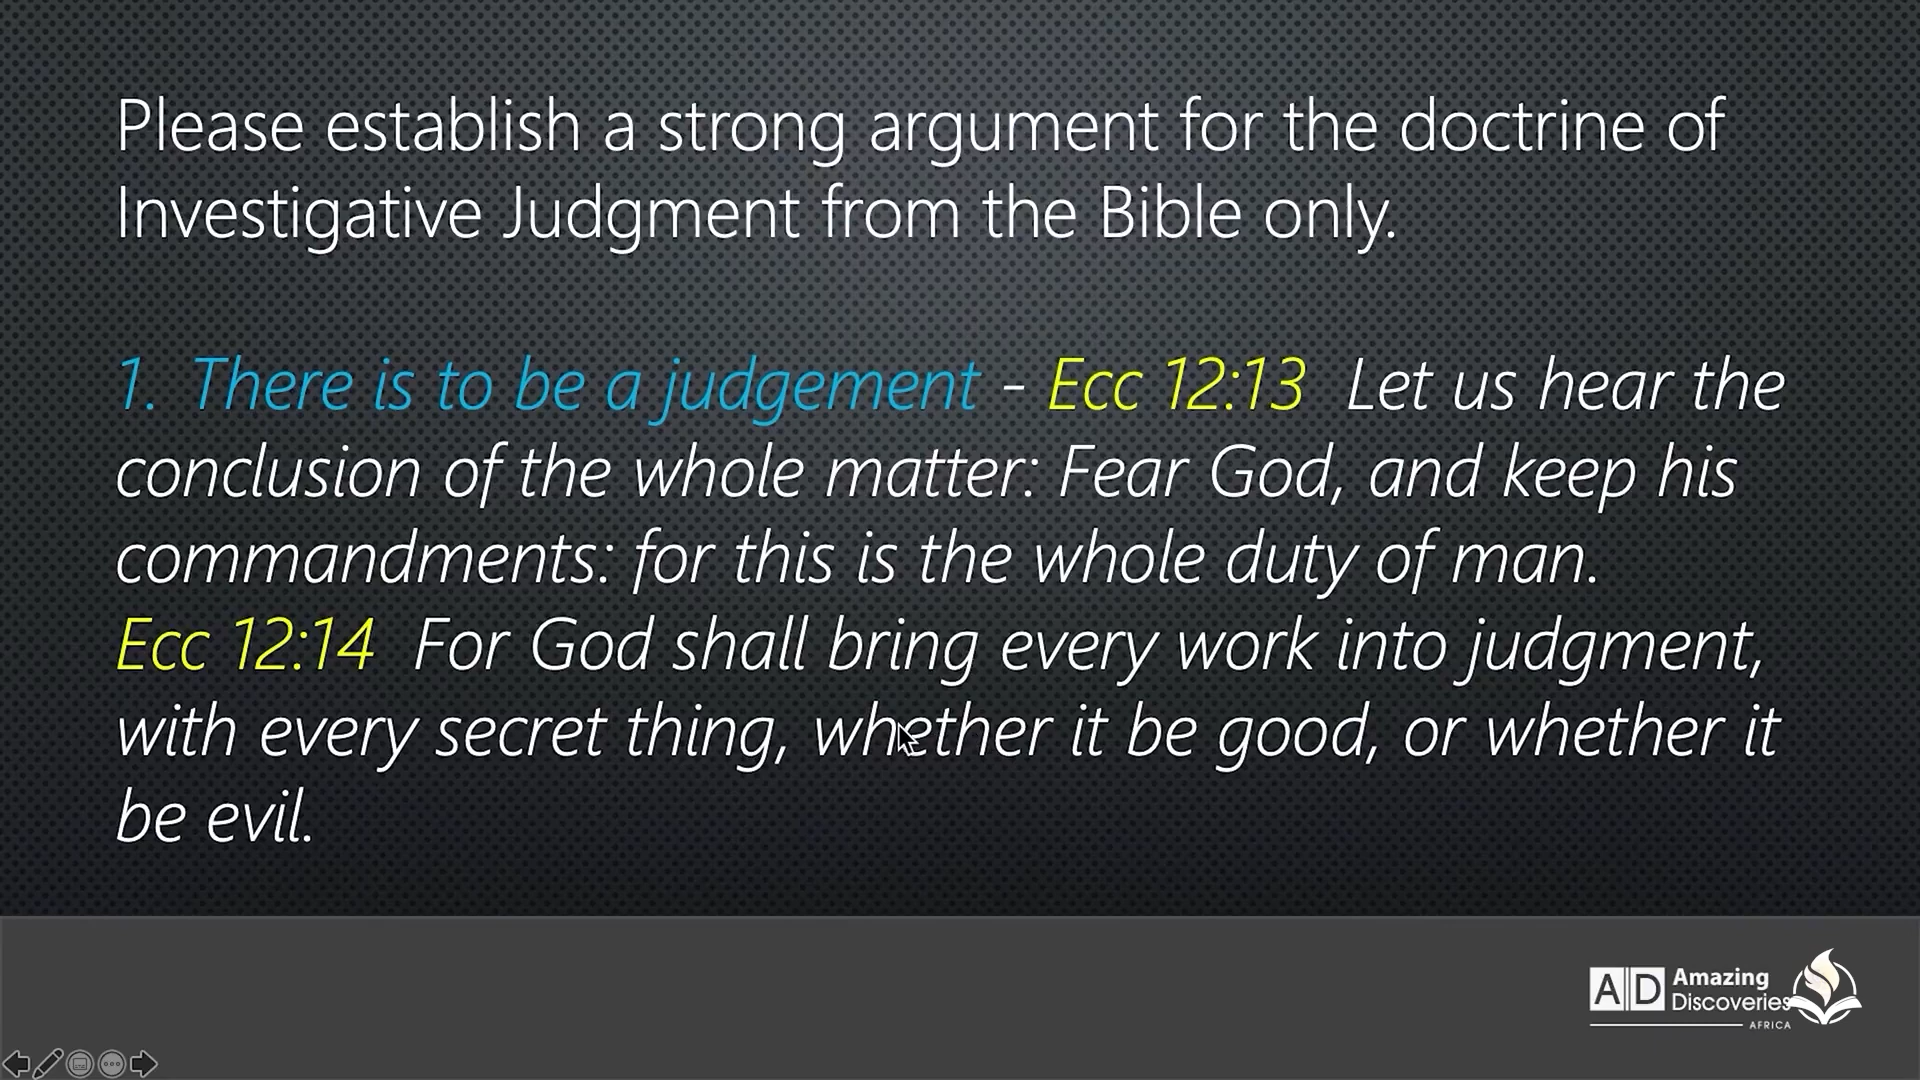 Please establish a strong argument for the doctrine of
Investigative Judgment from the Bible only.
1. There is to be a judgement - Ecc 12:13 Let us hear the
conclusion of the whole matter: Fear God, and keep his
commandments: for this is the whole duty of man.
Ecc 12:14 For God shall bring every work into judgment,
with every secret thing, whether it be good, or whether it
be evil.
AD Amazing
Discoveries
AFRICA